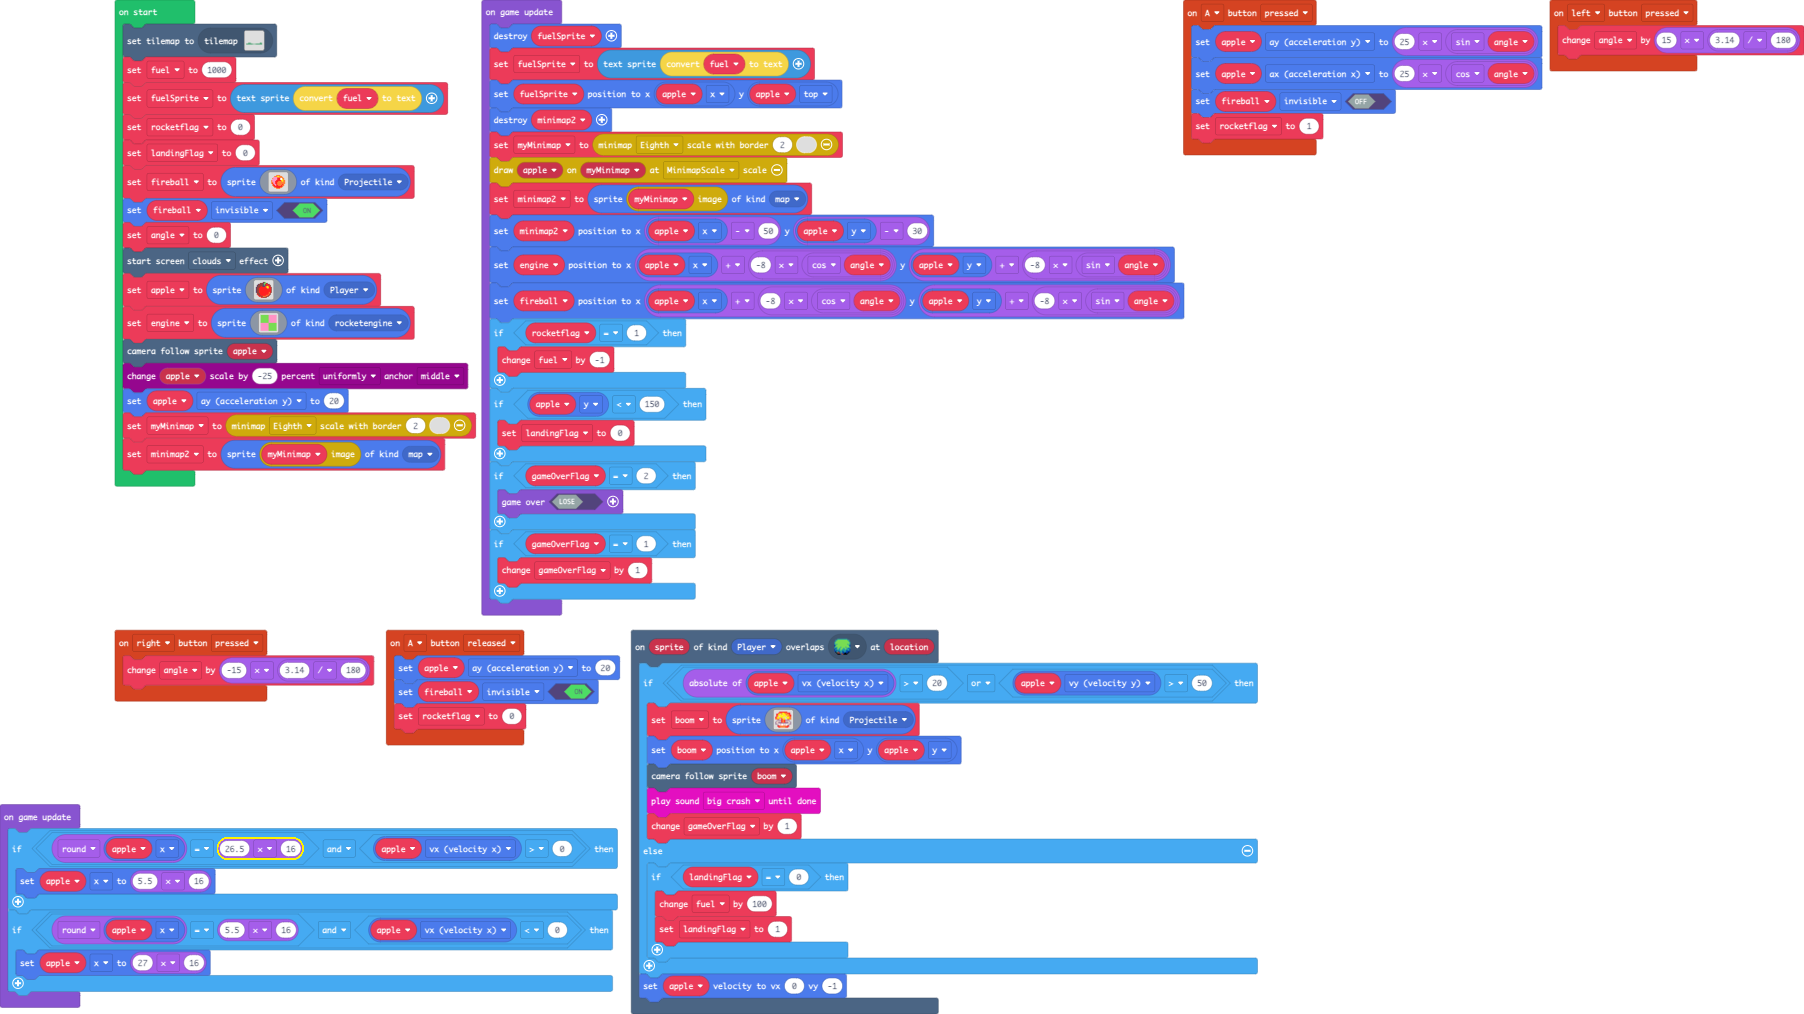 on start
set tilemap to tilemap
set fuel to 1000
set fuelSprite to text sprite convert fuel to text
set rocketflag to 0
set landingFlag to 0
set fireball to sprite of kind Projectile
set fireball invisible ON
set angle to 0
start screen clouds effect
set apple to sprite of kind Player
set engine to sprite of kind rocketengine
camera follow sprite apple
change apple scale by -25 percent uniformly anchor middle
set apple ay (acceleration y) to 20
set myMinimap to minimap Eighth scale with border 2
set minimap2 to sprite myMinimap image of kind map
on game update
destroy fuelSprite
set fuelSprite to text sprite convert fuel to text
set fuelSprite position to x apple x y apple top
destroy minimap2
set myMinimap to minimap Eighth scale with border 2
draw apple on myMinimap at MinimapScale scale
set minimap2 to sprite myMinimap image of kind map
set minimap2 position to x apple x - 50 y apple y - 30
set engine position to x apple x + -8 × cos angle y apple y + -8 × sin angle
set fireball position to x apple x + -8 × cos angle y apple y + -8 × sin angle
if rocketflag = 1 then
change fuel by -1
if apple y < 150 then
set landingFlag to 0
if gameOverFlag = 2 then
game over LOSE
if gameOverFlag = 1 then
change gameOverFlag by 1
on A button pressed
set apple ay (acceleration y) to 25 × sin angle
set apple ax (acceleration x) to 25 × cos angle
set fireball invisible OFF
set rocketflag to 1
on left button pressed
change angle by 15 × 3.14 / 180
on right button pressed
change angle by -15 × 3.14 / 180
on A button released
set apple ay (acceleration y) to 20
set fireball invisible ON
set rocketflag to 0
on sprite of kind Player overlaps at location
if absolute of apple vx (velocity x) > 20 or apple vy (velocity y) > 50 then
set boom to sprite of kind Projectile
set boom position to x apple x y apple y
camera follow sprite boom
play sound big crash until done
change gameOverFlag by 1
else
if landingFlag = 0 then
change fuel by 100
set landingFlag to 1
set apple velocity to vx 0 vy -1
on game update
if round apple x = 26.5 × 16 and apple vx (velocity x) > 0 then
set apple x to 5.5 × 16
if round apple x = 5.5 × 16 and apple vx (velocity x) < 0 then
set apple x to 27 × 16